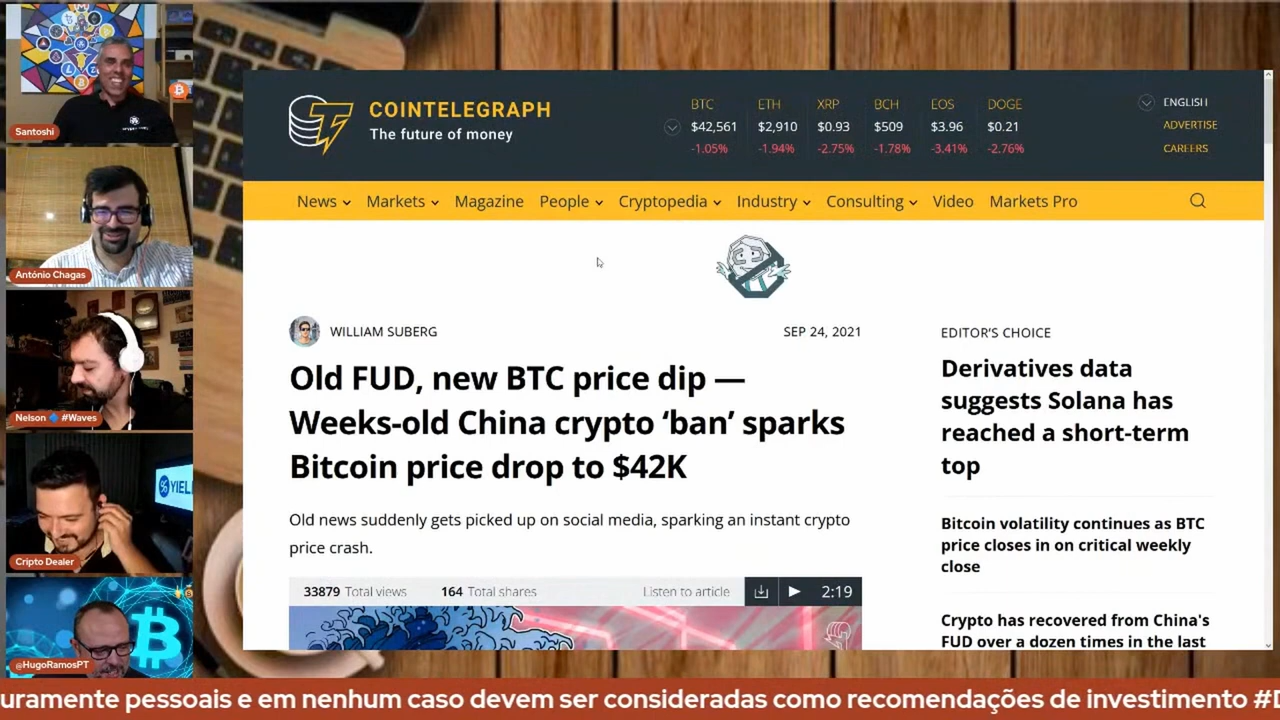 Santoshi
António Chagas
Nelson 🔷 #Waves
Cripto Dealer
@HugoRamosPT
YIEL
COINTELEGRAPH
The future of money
BTC ETH XRP BCH EOS DOGE
$42,561 $2,910 $0.93 $509 $3.96 $0.21
-1.05% -1.94% -2.75% -1.78% -3.41% -2.76%
ENGLISH
ADVERTISE
CAREERS
News Markets Magazine People Cryptopedia Industry Consulting Video Markets Pro
WILLIAM SUBERG SEP 24, 2021
Old FUD, new BTC price dip —
Weeks-old China crypto ‘ban’ sparks
Bitcoin price drop to $42K
Old news suddenly gets picked up on social media, sparking an instant crypto
price crash.
33879 Total views 164 Total shares Listen to article 2:19
EDITOR'S CHOICE
Derivatives data
suggests Solana has
reached a short-term
top
Bitcoin volatility continues as BTC
price closes in on critical weekly
close
Crypto has recovered from China's
FUD over a dozen times in the last
uramente pessoais e em nenhum caso devem ser consideradas como recomendações de investimento #D